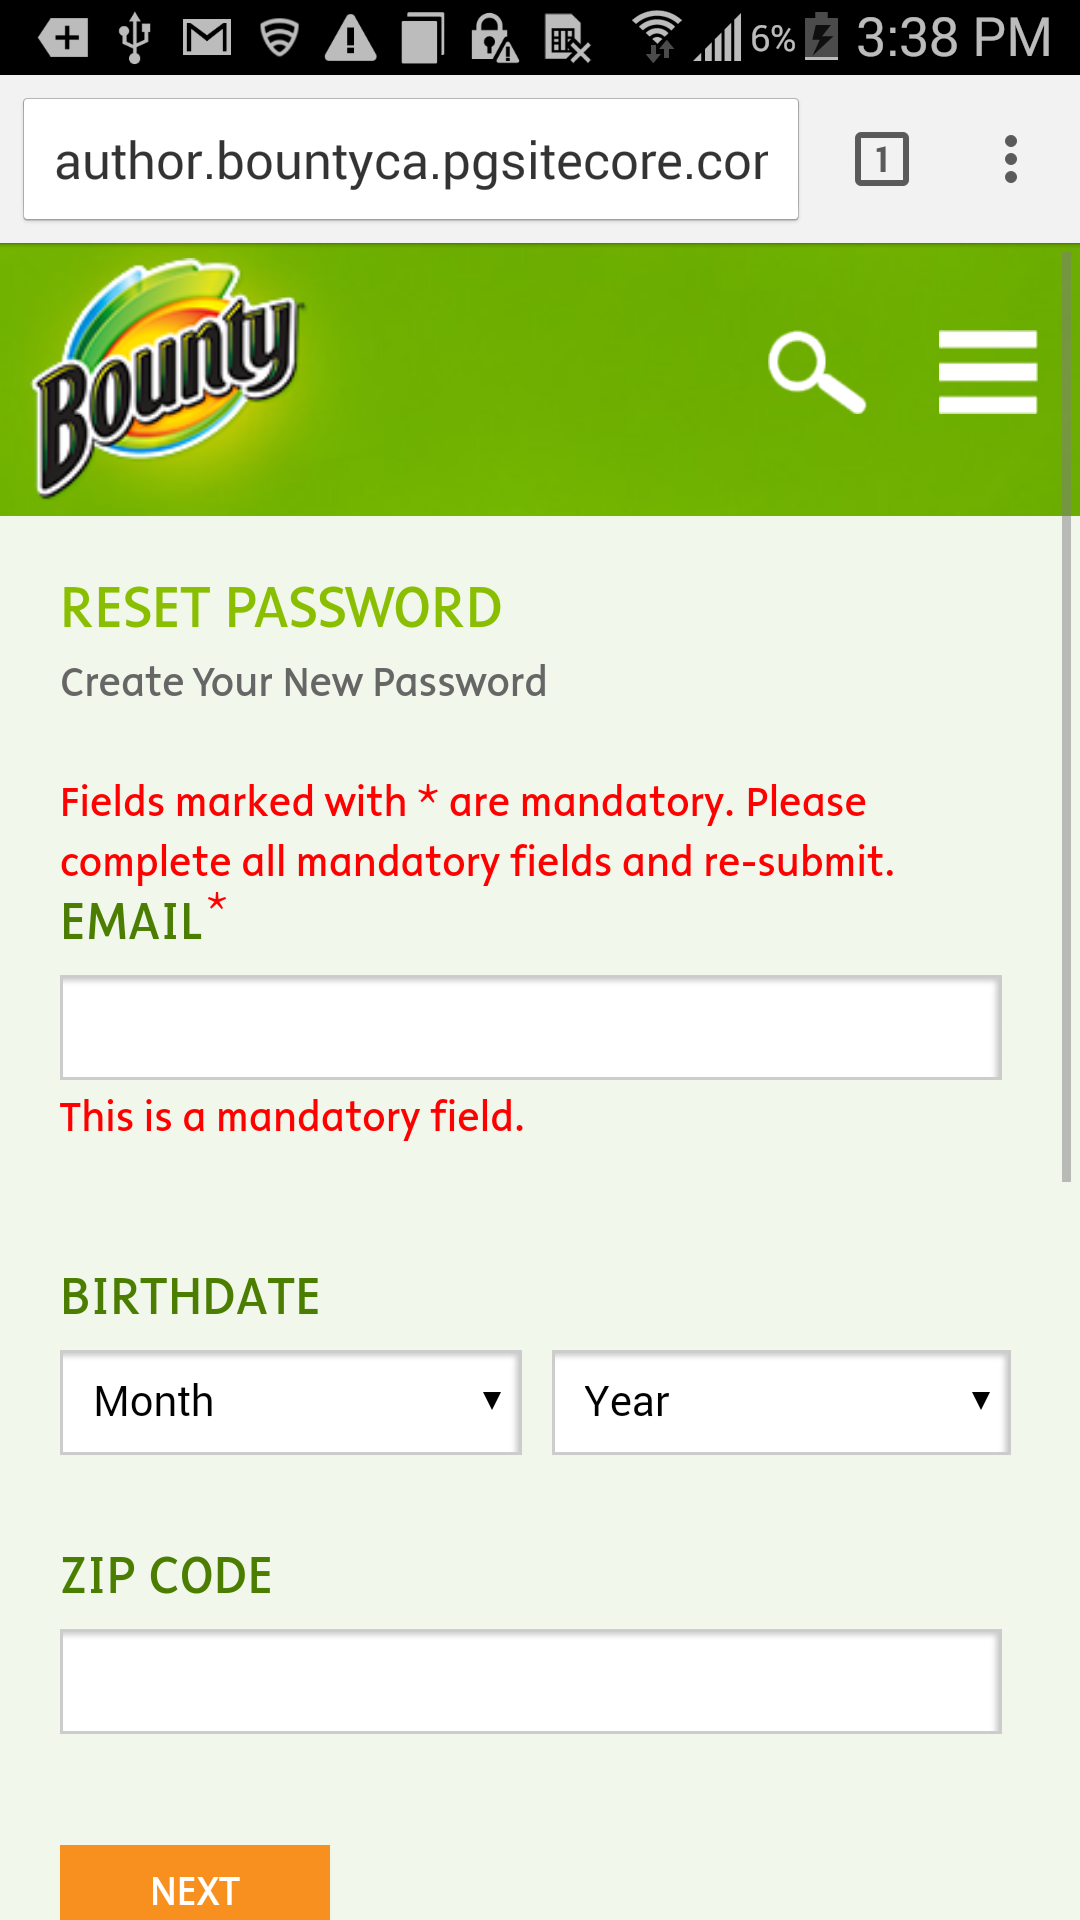 6% 3:38 PM
author.bountyca.pgsitecore.cor
1
Bounty
RESET PASSWORD
Create Your New Password
Fields marked with * are mandatory. Please
complete all mandatory fields and re-submit.
EMAIL*
This is a mandatory field.
BIRTHDATE
Month ▼ Year ▼
ZIP CODE
NEXT